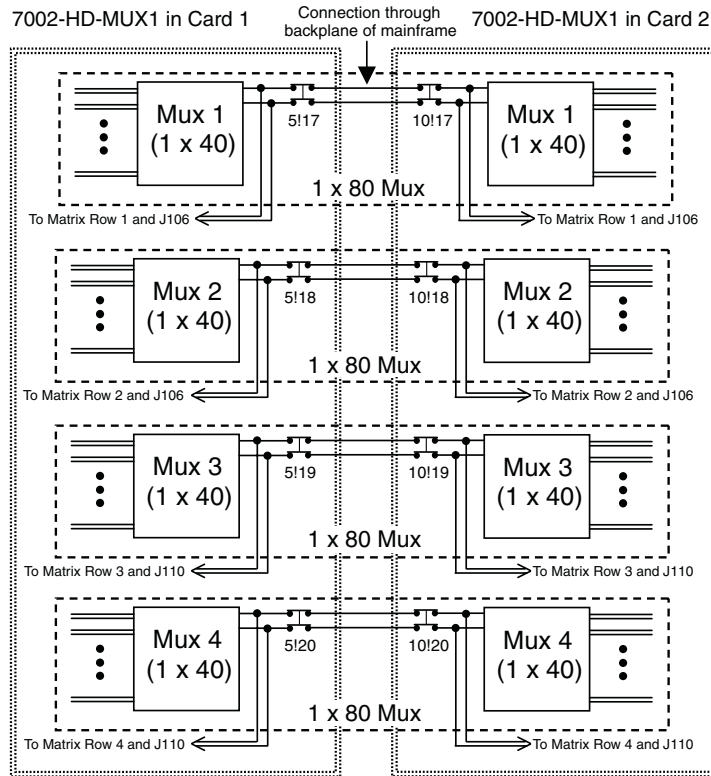 7002-HD-MUX1 in Card 1
Connection through
backplane of mainframe
7002-HD-MUX1 in Card 2
Mux 1
(1 x 40)
5!17
10!17
Mux 1
(1 x 40)
1 x 80 Mux
To Matrix Row 1 and J106
To Matrix Row 1 and J106
Mux 2
(1 x 40)
5!18
10!18
Mux 2
(1 x 40)
1 x 80 Mux
To Matrix Row 2 and J106
To Matrix Row 2 and J106
Mux 3
(1 x 40)
5!19
10!19
Mux 3
(1 x 40)
1 x 80 Mux
To Matrix Row 3 and J110
To Matrix Row 3 and J110
Mux 4
(1 x 40)
5!20
10!20
Mux 4
(1 x 40)
1 x 80 Mux
To Matrix Row 4 and J110
To Matrix Row 4 and J110